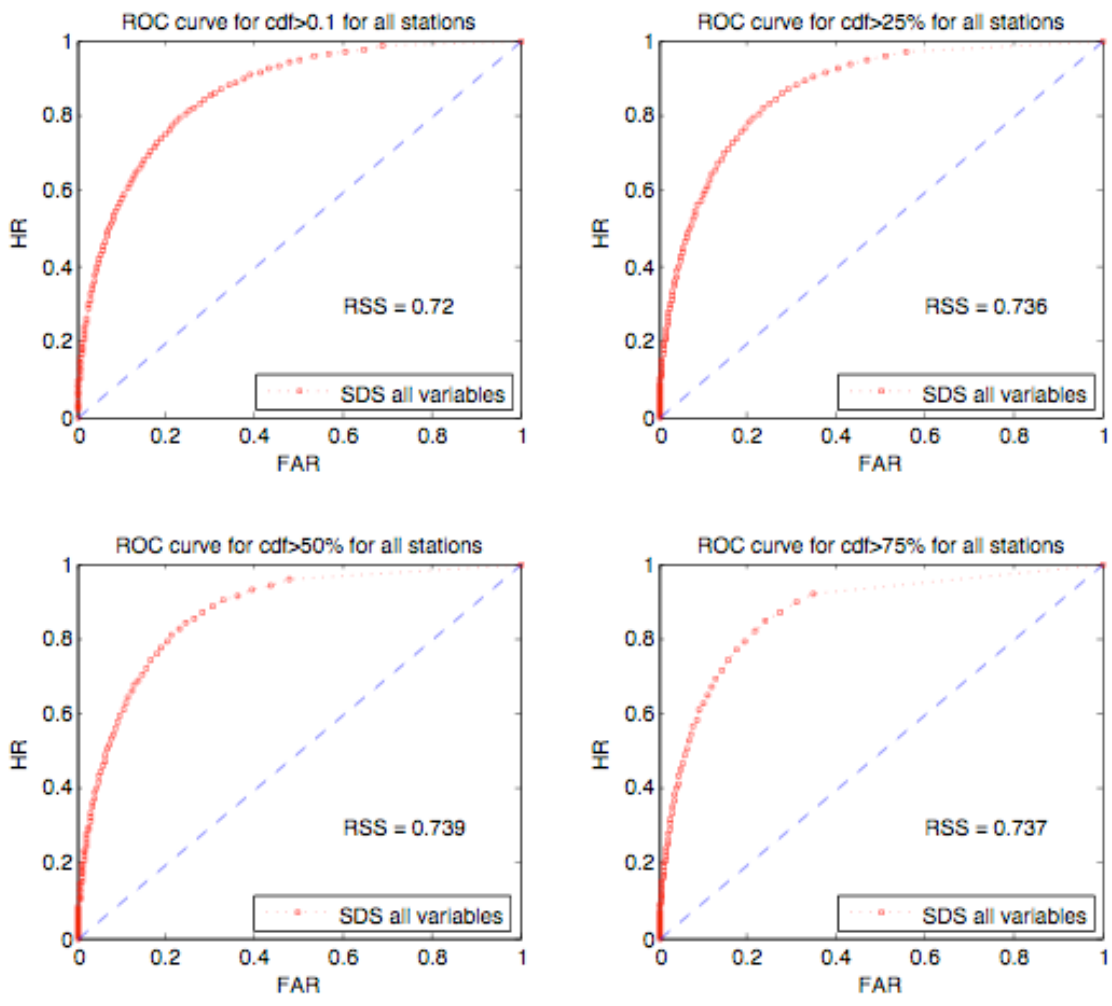 ROC curve for cdf>0.1 for all stations
1
0.8
0.6
HR
0.4
RSS = 0.72
0.2
SDS all variables
0
0 0.2 0.4 0.6 0.8 1
FAR
ROC curve for cdf>25% for all stations
1
0.8
0.6
HR
0.4
RSS = 0.736
0.2
SDS all variables
0
0 0.2 0.4 0.6 0.8 1
FAR
ROC curve for cdf>50% for all stations
1
0.8
0.6
HR
0.4
RSS = 0.739
0.2
SDS all variables
0
0 0.2 0.4 0.6 0.8 1
FAR
ROC curve for cdf>75% for all stations
1
0.8
0.6
HR
0.4
RSS = 0.737
0.2
SDS all variables
0
0 0.2 0.4 0.6 0.8 1
FAR